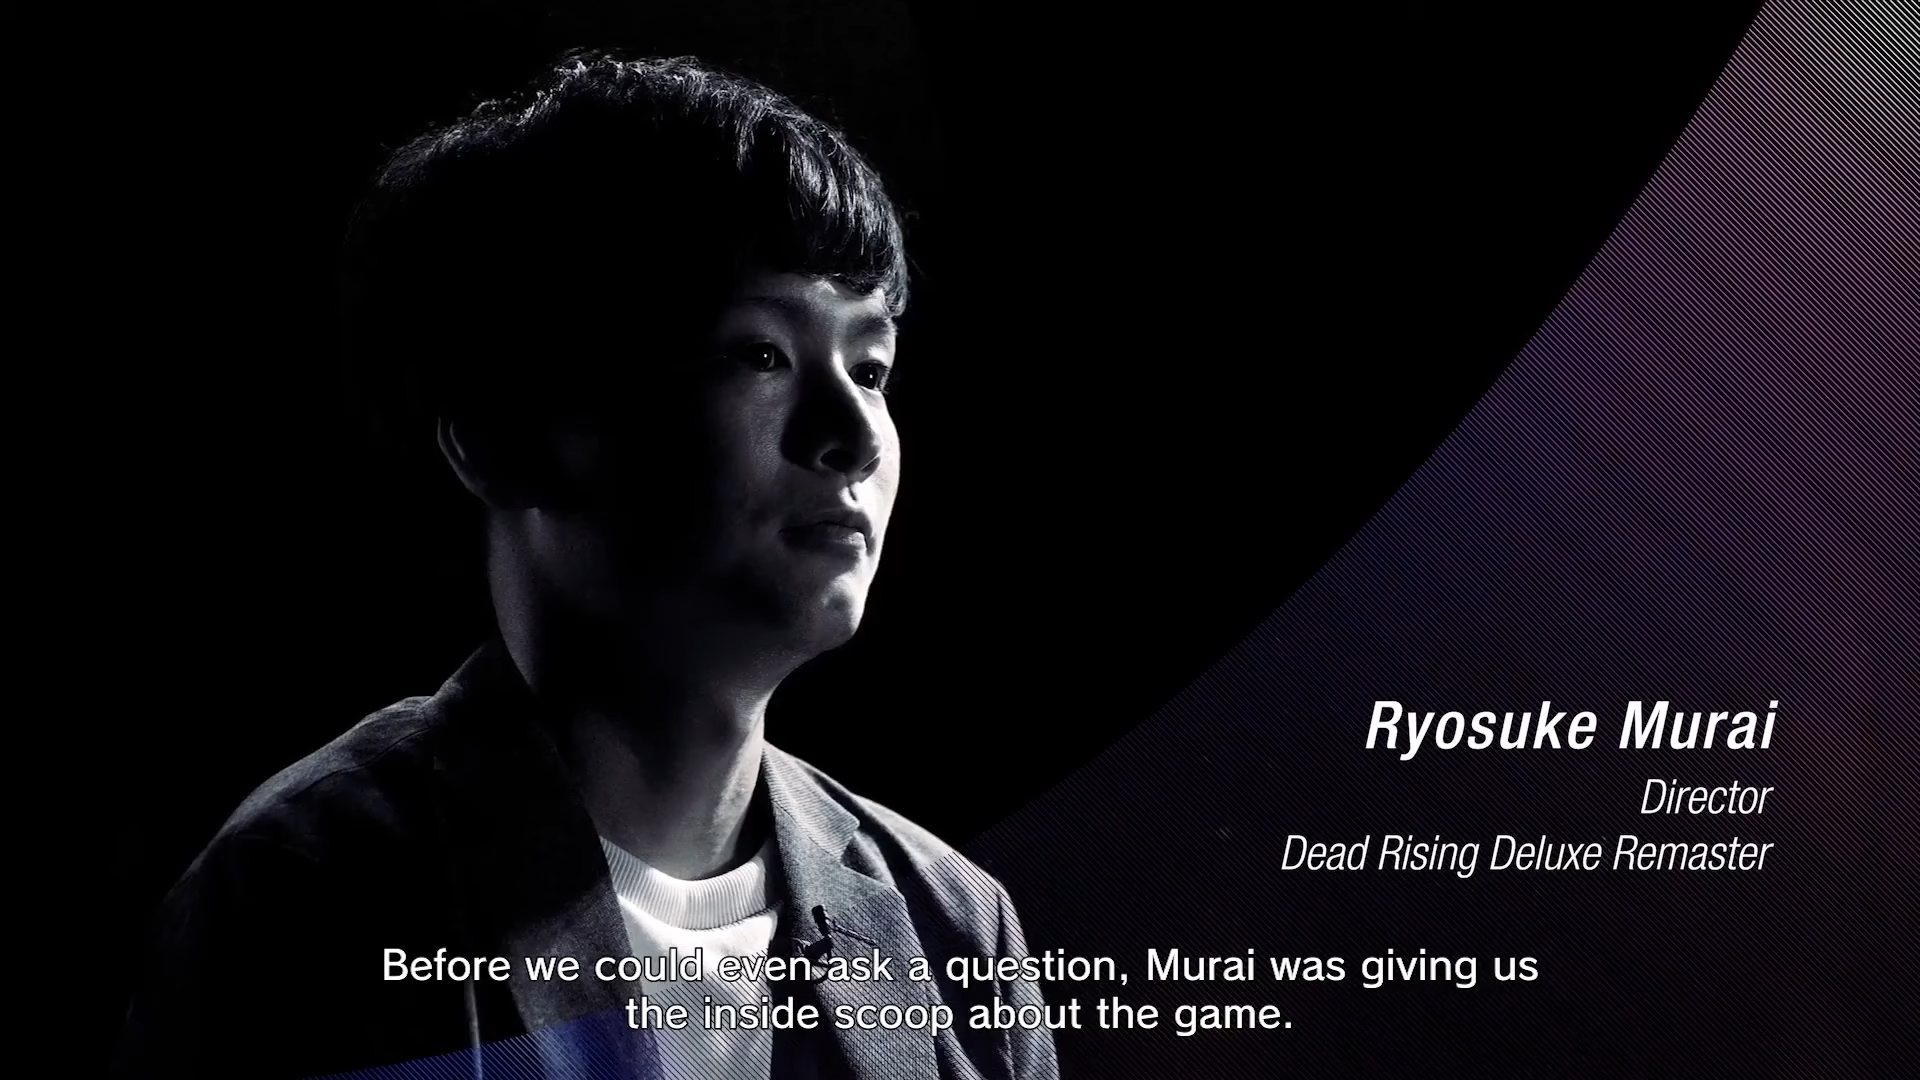 Ryosuke Murai
Director
Dead Rising Deluxe Remaster
Before we could even ask a question, Murai was giving us
the inside scoop about the game.